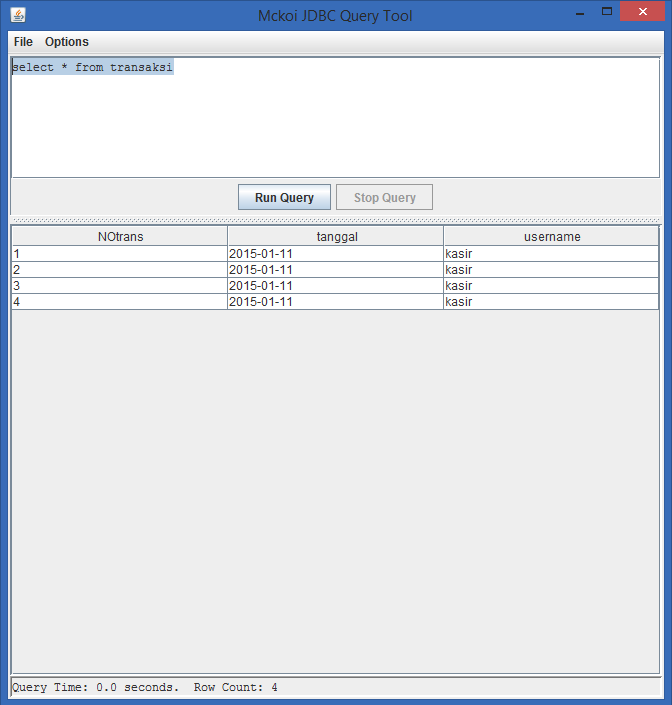 Mckoi JDBC Query Tool
File Options
select * from transaksi
Run Query Stop Query
NOtrans tanggal username
1 2015-01-11 kasir
2 2015-01-11 kasir
3 2015-01-11 kasir
4 2015-01-11 kasir
Query Time: 0.0 seconds. Row Count: 4